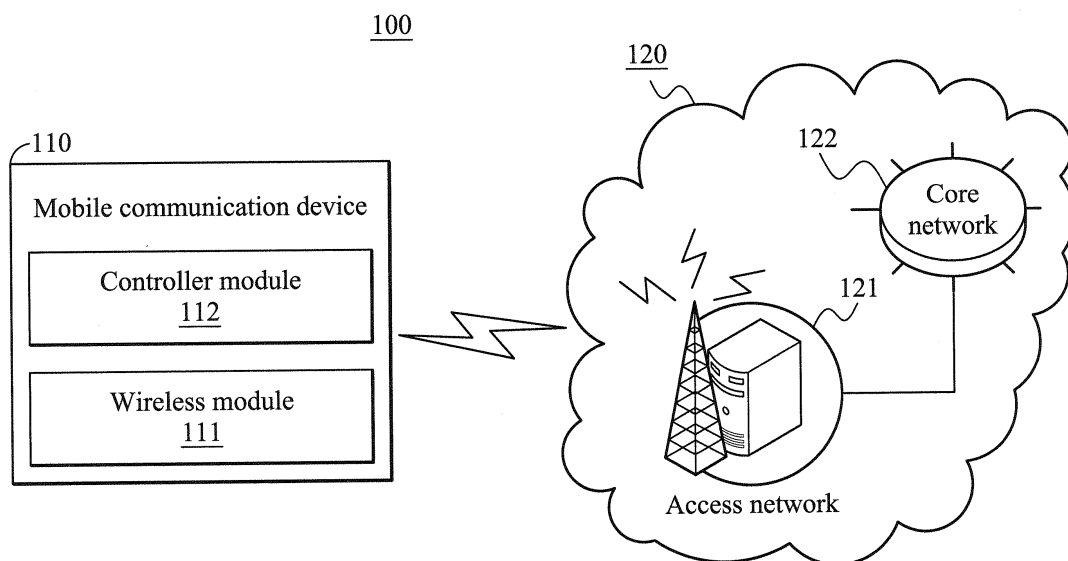 100
120
110
Mobile communication device
Controller module
112
Wireless module
111
122
Core
network
121
Access network